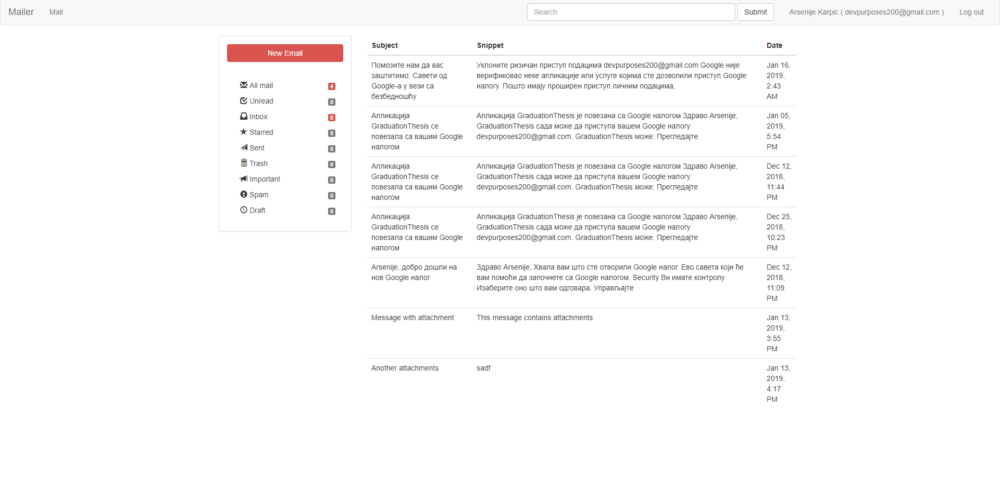 Mailer Mail Search Submit Arsenije Karpic ( devpurposes200@gmail.com ) Log out
New Email
All mail 4
Unread 0
Inbox 0
Starred 0
Sent 0
Trash 0
Important 0
Spam 0
Draft 0
Subject Snippet Date
Помозите нам да вас
заштитимо: Савети од
Google-а у вези са
безбедношћу
Уклоните ризичан приступ подацима devpurposes200@gmail.com Google није
верификовао неке апликације или услуге којима сте дозволили приступ Google
налогу. Пошто имају проширен приступ личним подацима,
Jan 16,
2019,
2:43
AM
Апликација
GraduationThesis се
повезала са вашим Google
налогом
Апликација GraduationThesis је повезана са Google налогом Здраво Arsenije,
GraduationThesis сада може да приступа вашем Google налогу
devpurposes200@gmail.com. GraduationThesis може: Прегледајте
Jan 05,
2019,
5:54
PM
Апликација
GraduationThesis се
повезала са вашим Google
налогом
Апликација GraduationThesis је повезана са Google налогом Здраво Arsenije,
GraduationThesis сада може да приступа вашем Google налогу
devpurposes200@gmail.com. GraduationThesis може: Прегледајте
Dec 12,
2018,
11:44
PM
Апликација
GraduationThesis се
повезала са вашим Google
налогом
Апликација GraduationThesis је повезана са Google налогом Здраво Arsenije,
GraduationThesis сада може да приступа вашем Google налогу
devpurposes200@gmail.com. GraduationThesis може: Прегледајте
Dec 25,
2018,
10:23
PM
Arsenije, добро дошли на
нов Google налог
Здраво Arsenije, Хвала вам што сте отворили Google налог. Ево савета који ће
вам помоћи да започнете са Google налогом. Security Ви имате контролу
Изаберите оно што вам одговара. Управљајте
Dec 12,
2018,
11:09
PM
Message with attachment
This message contains attachments
Jan 13,
2019,
3:55
PM
Another attachments
sadf
Jan 13,
2019,
4:17
PM